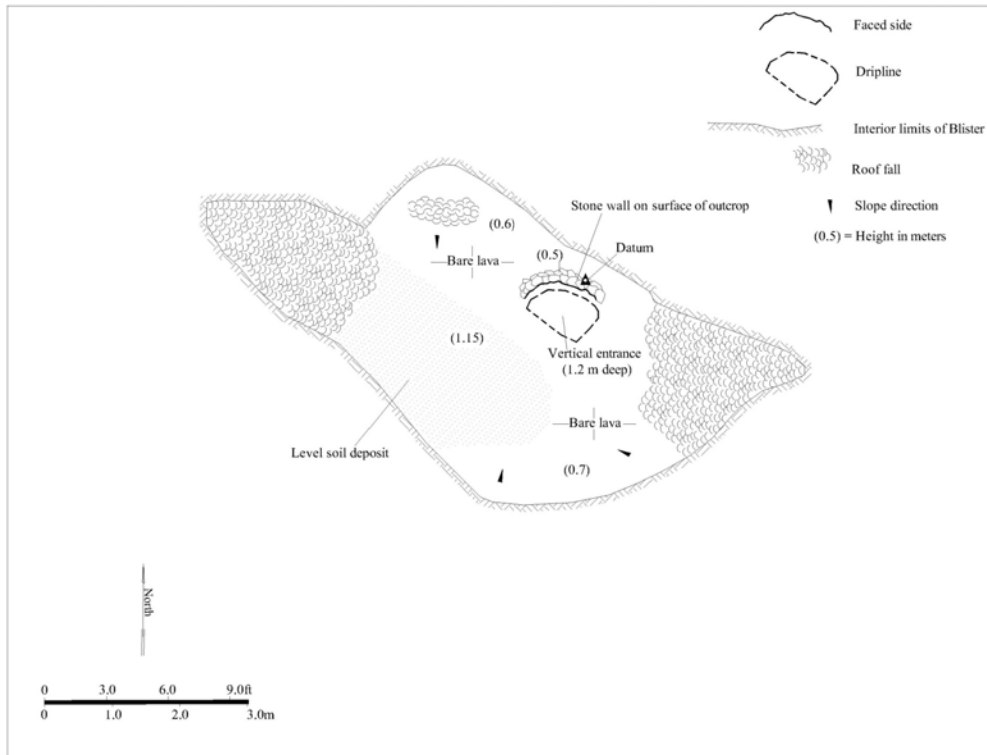 Faced side
Dripline
Interior limits of Blister
Roof fall
Slope direction
(0.5) = Height in meters
Stone wall on surface of outcrop
(0.6)
Datum
(0.5)
Bare lava
(1.15)
Vertical entrance
(1.2 m deep)
Bare lava
Level soil deposit
(0.7)
North
0 3.0 6.0 9.0ft
0 1.0 2.0 3.0m